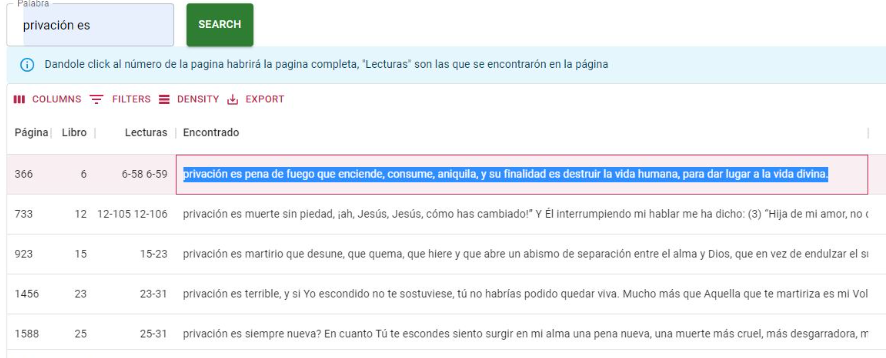 Palabra
privación es
SEARCH
Dandole click al número de la pagina habrirá la pagina completa, "Lecturas" son las que se encontrarón en la página
COLUMNS FILTERS DENSITY EXPORT
Página Libro Lecturas Encontrado
366 6 6-58 6-59 privación es pena de fuego que enciende, consume, aniquila, y su finalidad es destruir la vida humana, para dar lugar a la vida divina.
733 12 12-105 12-106 privación es muerte sin piedad, ¡ah, Jesús, Jesús, cómo has cambiado!” Y Él interrumpiendo mi hablar me ha dicho: (3) “Hija de mi amor, no
923 15 15-23 privación es martirio que desune, que quema, que hiere y que abre un abismo de separación entre el alma y Dios, que en vez de endulzar el
1456 23 23-31 privación es terrible, y si Yo escondido no te sostuviese, tú no habrías podido quedar viva. Mucho más que Aquella que te martiriza es mi
1588 25 25-31 privación es siempre nueva? En cuanto Tú te escondes siento surgir en mi alma una pena nueva, una muerte más cruel, más desgarradora,